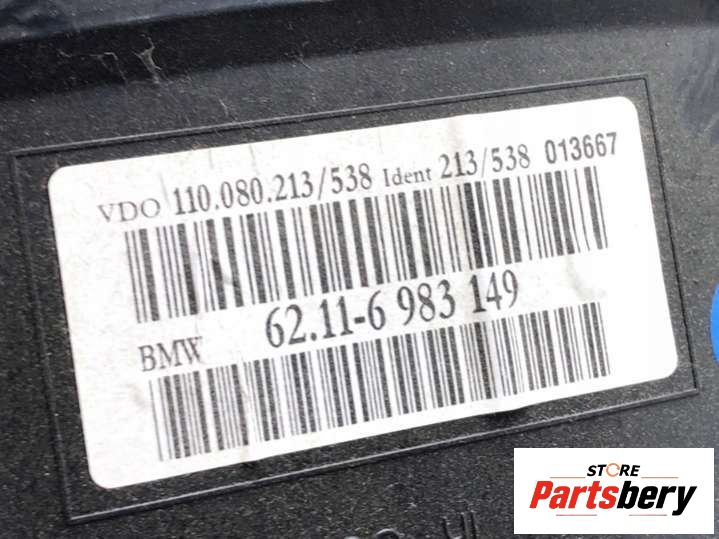 VDO 110.080.213/538 Ident 213/538 013667
BMW 62.11-6 983 149
STORE
Partsbery